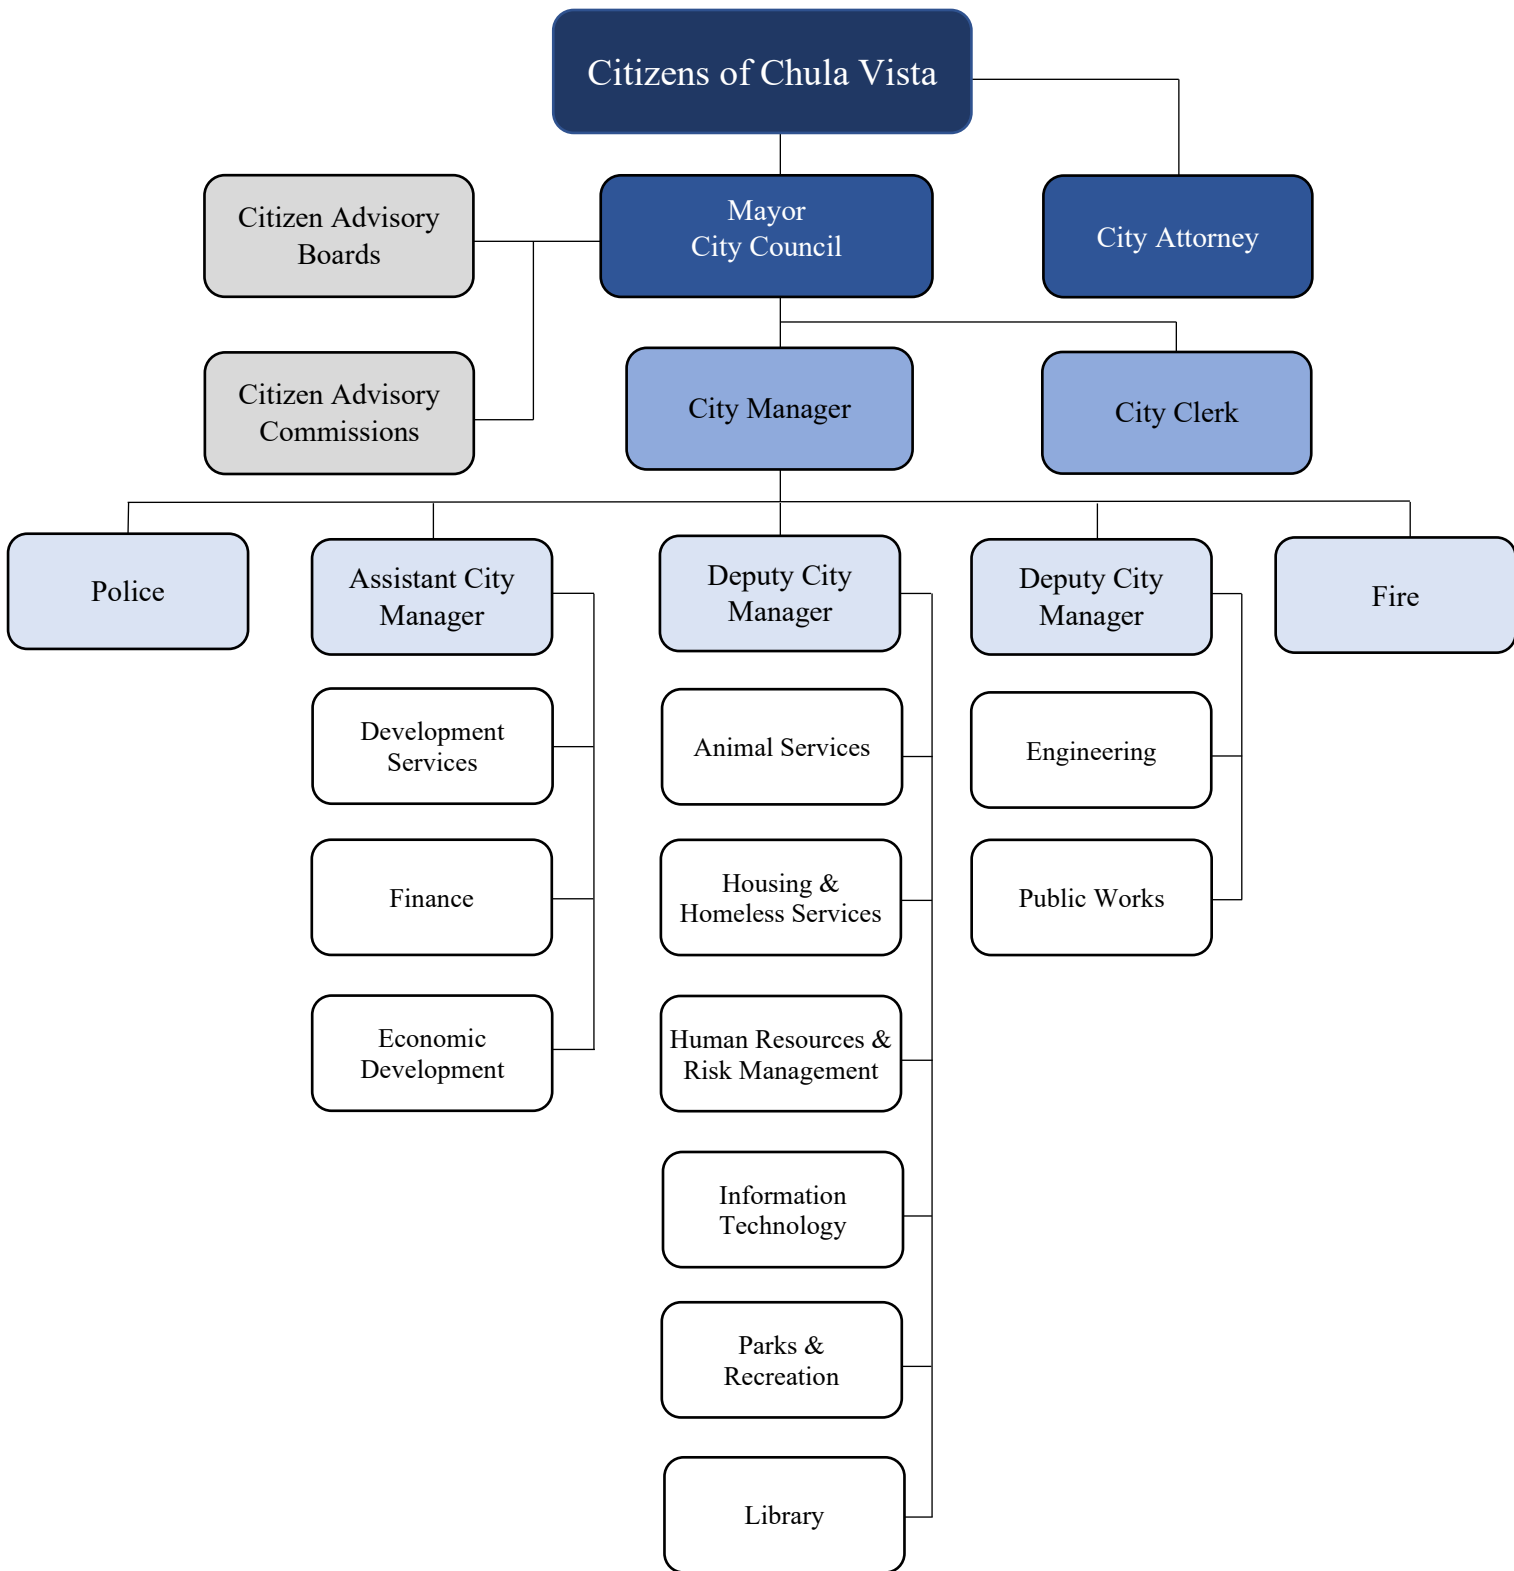 Citizens of Chula Vista
Citizen Advisory
Boards
Mayor
City Council
City Attorney
Citizen Advisory
Commissions
City Manager
City Clerk
Police
Assistant City
Manager
Deputy City
Manager
Deputy City
Manager
Fire
Development
Services
Animal Services
Engineering
Finance
Housing &
Homeless Services
Public Works
Economic
Development
Human Resources &
Risk Management
Information
Technology
Parks &
Recreation
Library